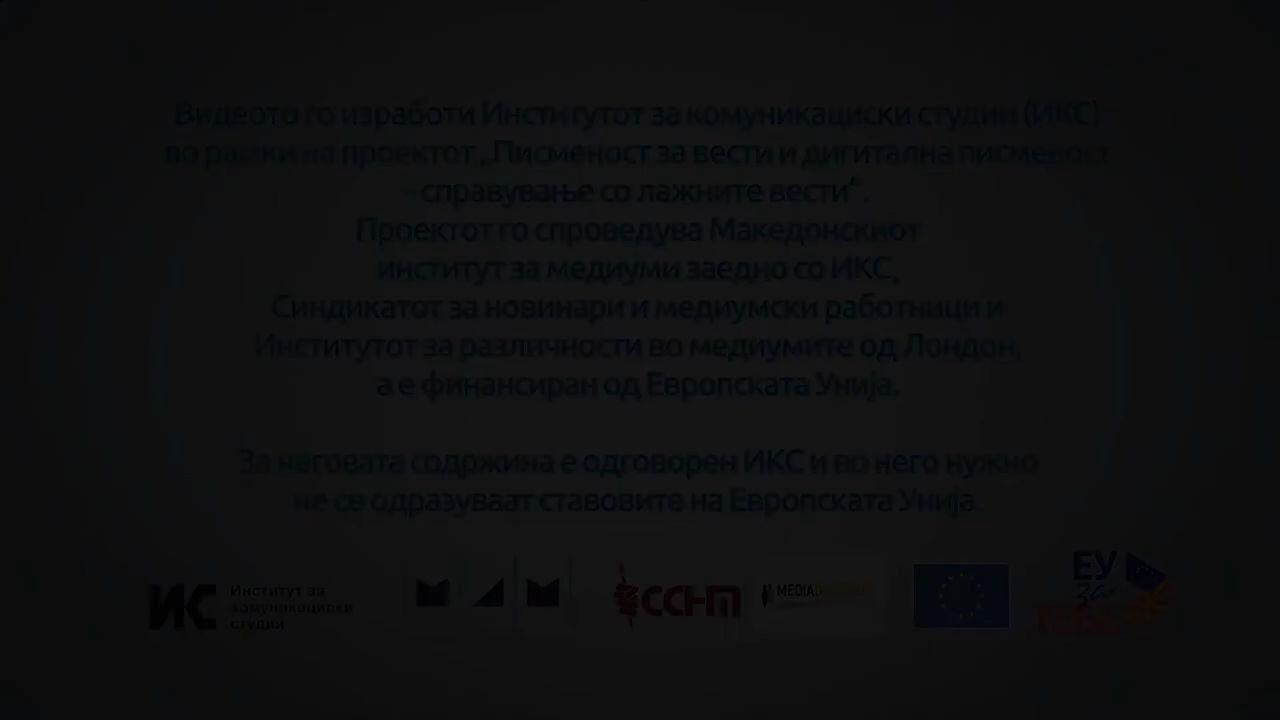 Видеото го изработи Институтот за комуникациски студии (ИКС)
во рамки на проектот „Писменост за вести и дигитална писменост
- справување со лажните вести“.
Проектот го спроведува Македонскиот
институт за медиуми заедно со ИКС,
Синдикатот за новинари и медиумски работници и
Институтот за различности во медиумите од Лондон,
а е финансиран од Европската Унија.
За неговата содржина е одговорен ИКС и во него нужно
не се одразуваат ставовите на Европската Унија.
ИКС Институт за
комуникациски
студии
ССНМ
MEDIA
ЕУ
за